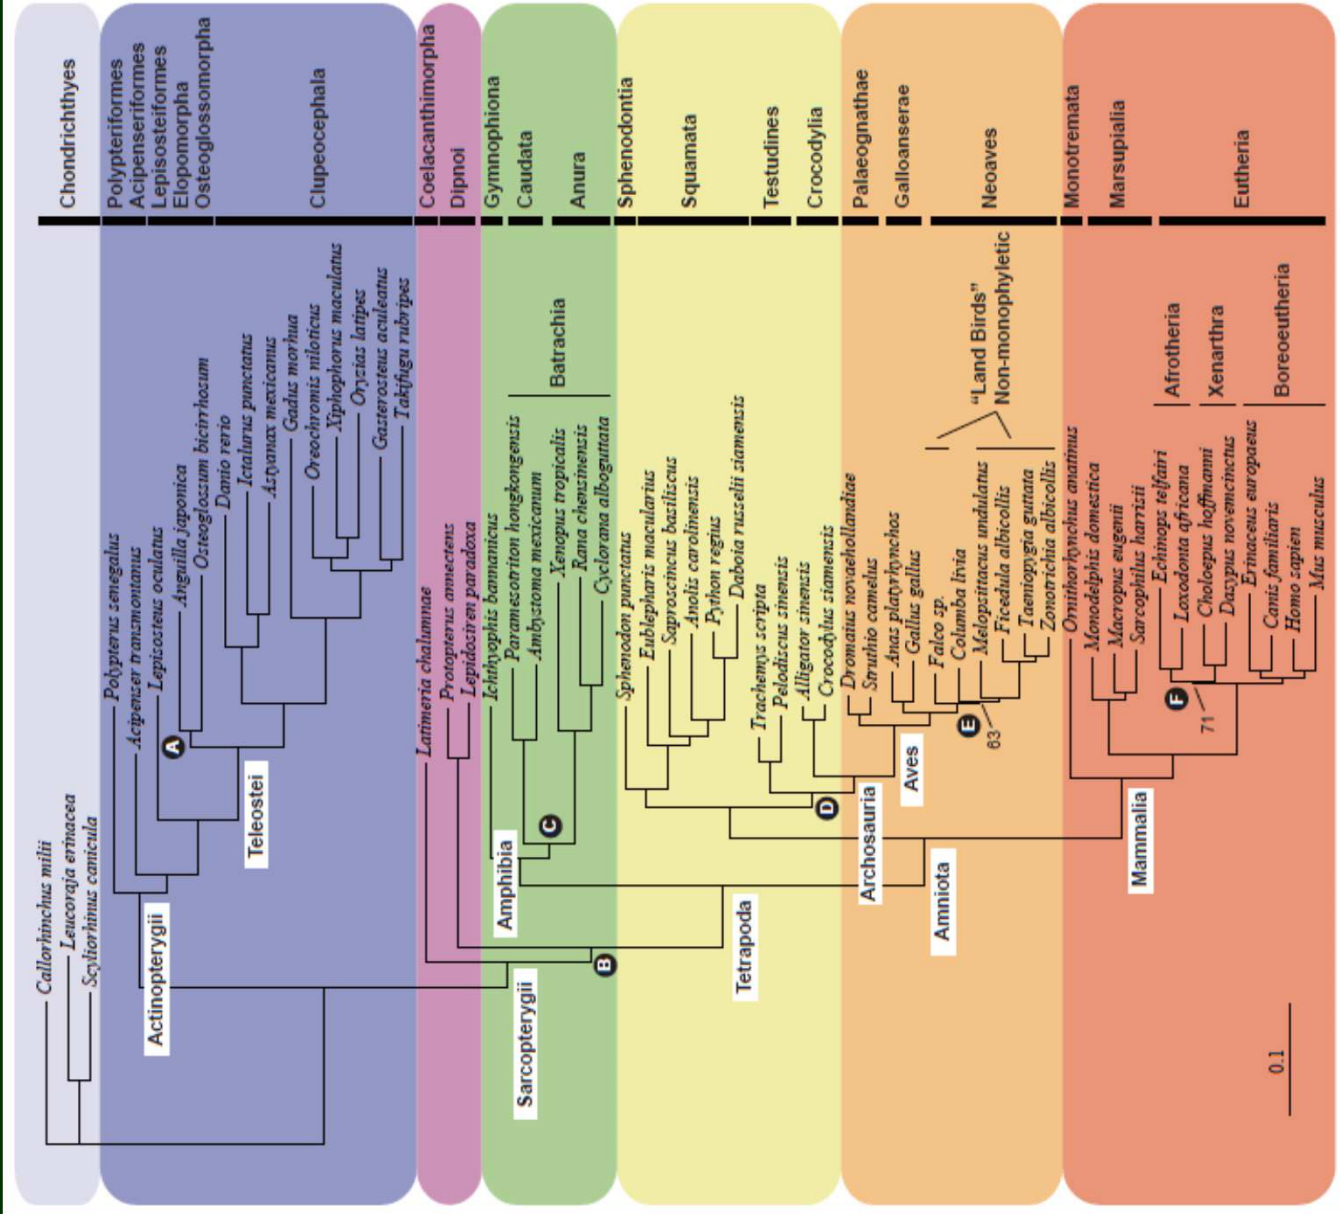 Chondrichthyes
Polypteriformes
Acipenseriformes
Lepisosteiformes
Elopomorpha
Osteoglossomorpha
Clupeocephala
Coelacanthimorpha
Dipnoi
Gymnophiona
Caudata
Anura
Sphenodontia
Squamata
Testudines
Crocodylia
Palaeognathae
Galloanserae
Neoaves
Monotremata
Marsupialia
Eutheria
Callorhinchus milii
Leucoraja erinacea
Scyliorhinus canicula
Polypterus senegalus
Acipenser transmontanus
Lepisosteus oculatus
Anguilla japonica
Osteoglossum bicirrhosum
Danio rerio
Ictalurus punctatus
Astyanax mexicanus
Gadus morhua
Oreochromis niloticus
Xiphophorus maculatus
Oryzias latipes
Gasterosteus aculeatus
Takifugu rubripes
Latimeria chalumnae
Protopterus annectens
Lepidosiren paradoxa
Ichthyophis bannanicus
Paramesotriton hongkongensis
Ambystoma mexicanum
Xenopus tropicalis
Rana chensinensis
Cyclorana alboguttata
Batrachia
Sphenodon punctatus
Eublepharis macularius
Saproscincus basiliscus
Anolis carolinensis
Python regius
Daboia russelii siamensis
Trachemys scripta
Pelodiscus sinensis
Alligator sinensis
Crocodylus siamensis
Dromaius novaehollandiae
Struthio camelus
Anas platyrhynchos
Gallus gallus
Falco sp.
Columba livia
Melopsittacus undulatus
Ficedula albicollis
Taeniopygia guttata
Zonotrichia albicollis
“Land Birds”
Non-monophyletic
Ornithorhynchus anatinus
Monodelphis domestica
Macropus eugenii
Sarcophilus harrisii
Echinops telfairi
Loxodonta africana
Choloepus hoffmanni
Dasypus novemcinctus
Erinaceus europaeus
Canis familiaris
Homo sapien
Mus musculus
Afrotheria
Xenarthra
Boreoeutheria
Actinopterygii
A
Teleostei
Sarcopterygii
B
Amphibia
C
Tetrapoda
D
Archosauria
Aves
E
63
Amniota
Mammalia
F
71
0.1